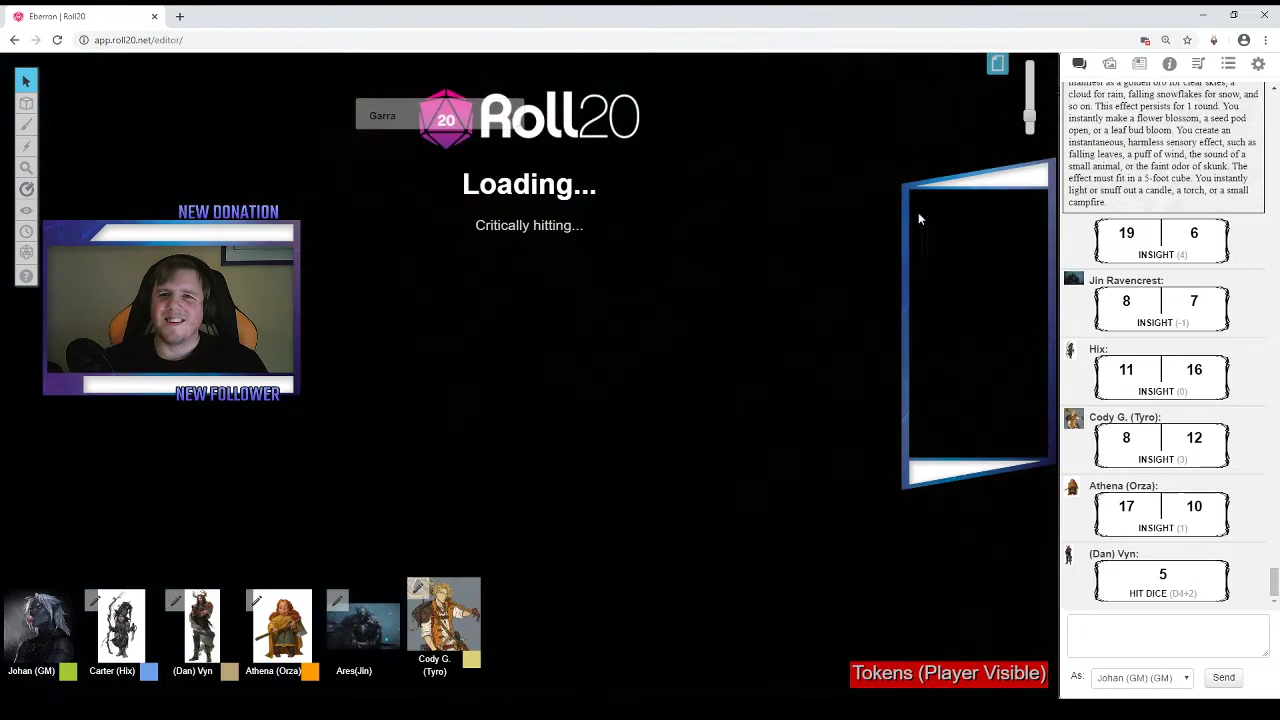 Eberron | Roll20
app.roll20.net/editor/
Garra
20
Roll20
Loading...
Critically hitting...
NEW DONATION
NEW FOLLOWER
Johan (GM)
Carter (Hix)
(Dan) Vyn
Athena (Orza)
Ares(Jin)
Cody G.
(Tyro)
Tokens (Player Visible)
manifest as a golden orb for clear skies, a
cloud for rain, falling snowflakes for snow, and
so on. This effect persists for 1 round. You
instantly make a flower blossom, a seed pod
open, or a leaf bud bloom. You create an
instantaneous, harmless sensory effect, such as
falling leaves, a puff of wind, the sound of a
small animal, or the faint odor of skunk. The
effect must fit in a 5-foot cube. You instantly
light or snuff out a candle, a torch, or a small
campfire.
19 6
INSIGHT (4)
Jin Ravencrest:
8 7
INSIGHT (-1)
Hix:
11 16
INSIGHT (0)
Cody G. (Tyro):
8 12
INSIGHT (3)
Athena (Orza):
17 10
INSIGHT (1)
(Dan) Vyn:
5
HIT DICE (D4+2)
As:
Johan (GM) (GM)
Send